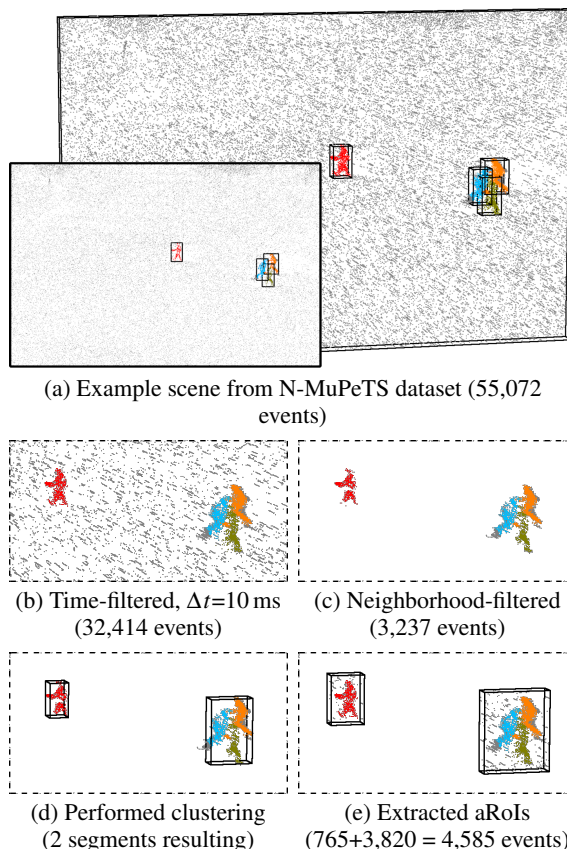 (a) Example scene from N-MuPeTS dataset (55,072
events)
(b) Time-filtered, Δt=10 ms
(32,414 events)
(c) Neighborhood-filtered
(3,237 events)
(d) Performed clustering
(2 segments resulting)
(e) Extracted aRoIs
(765+3,820 = 4,585 events)